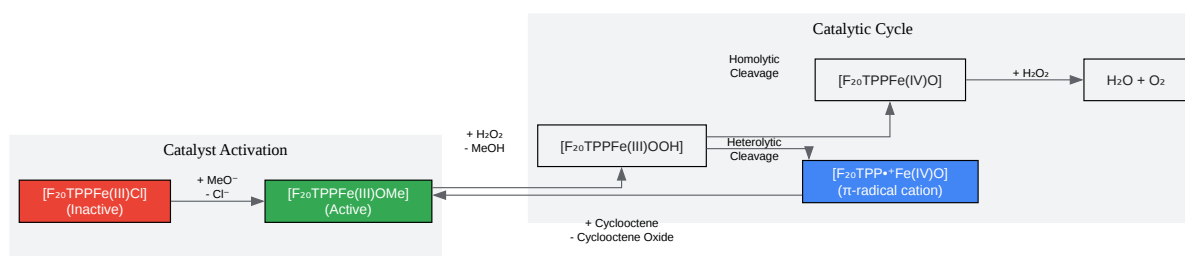 Catalytic Cycle
Homolytic
Cleavage
[F₂₀TPPFe(IV)O]
+ H₂O₂
H₂O + O₂
+ H₂O₂
- MeOH
[F₂₀TPPFe(III)OOH]
Heterolytic
Cleavage
[F₂₀TPP•⁺Fe(IV)O]
(π-radical cation)
Catalyst Activation
[F₂₀TPPFe(III)Cl]
(Inactive)
+ MeO⁻
- Cl⁻
[F₂₀TPPFe(III)OMe]
(Active)
+ Cyclooctene
- Cyclooctene Oxide